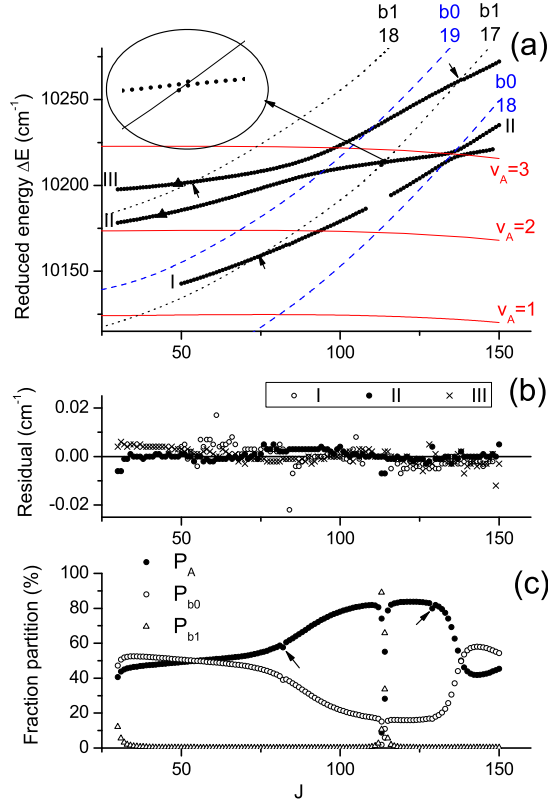 b1 b0 b1
18 19 17
(a)
b0
18
II
III
II
I
v_A=3
v_A=2
v_A=1
10250
10200
10150
Reduced energy ΔE (cm⁻¹)
50 100 150
(b)
I II III
0.02
0.00
-0.02
Residual (cm⁻¹)
50 100 150
(c)
P_A
P_b0
P_b1
100
80
60
40
20
0
Fraction partition (%)
50 100 150
J